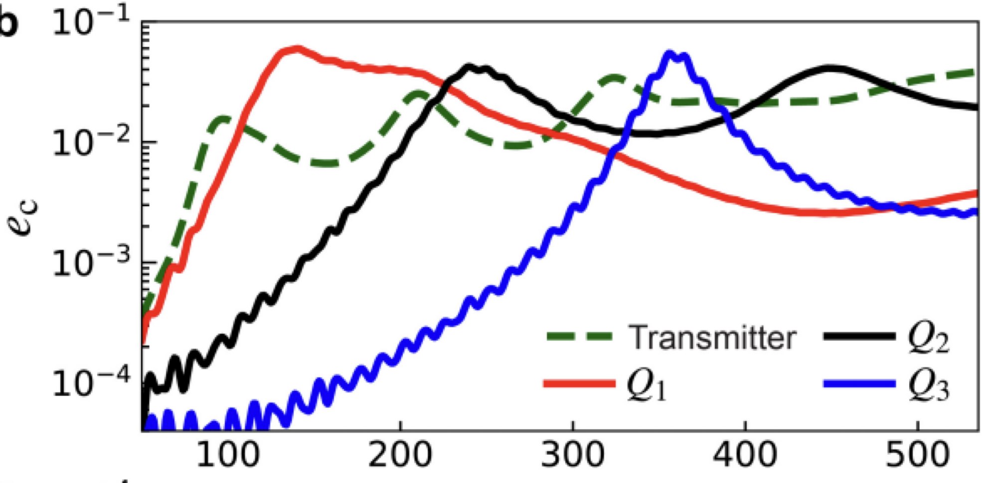 b
10⁻¹
10⁻²
10⁻³
10⁻⁴
e_c
Transmitter
Q₁
Q₂
Q₃
100 200 300 400 500